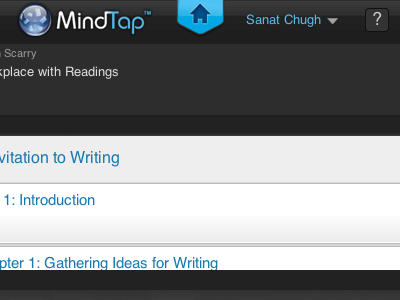 MindTap™ Sanat Chugh ?
Scarry
kplace with Readings
vitation to Writing
1: Introduction
pter 1: Gathering Ideas for Writing